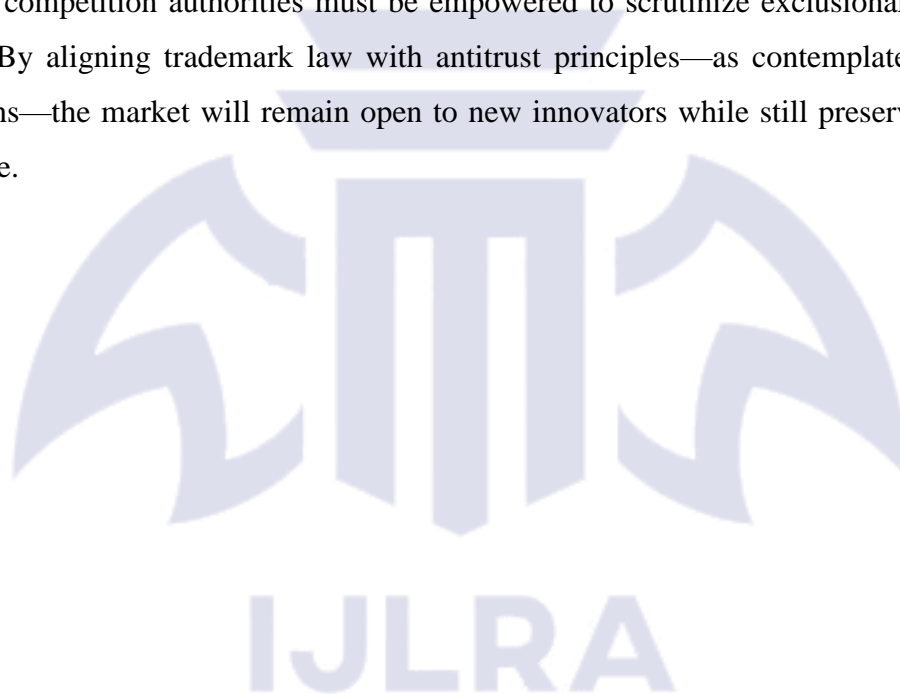 competition authorities must be empowered to scrutinize exclusional
By aligning trademark law with antitrust principles—as contemplate
ns—the market will remain open to new innovators while still preserv
e.
IJLRA